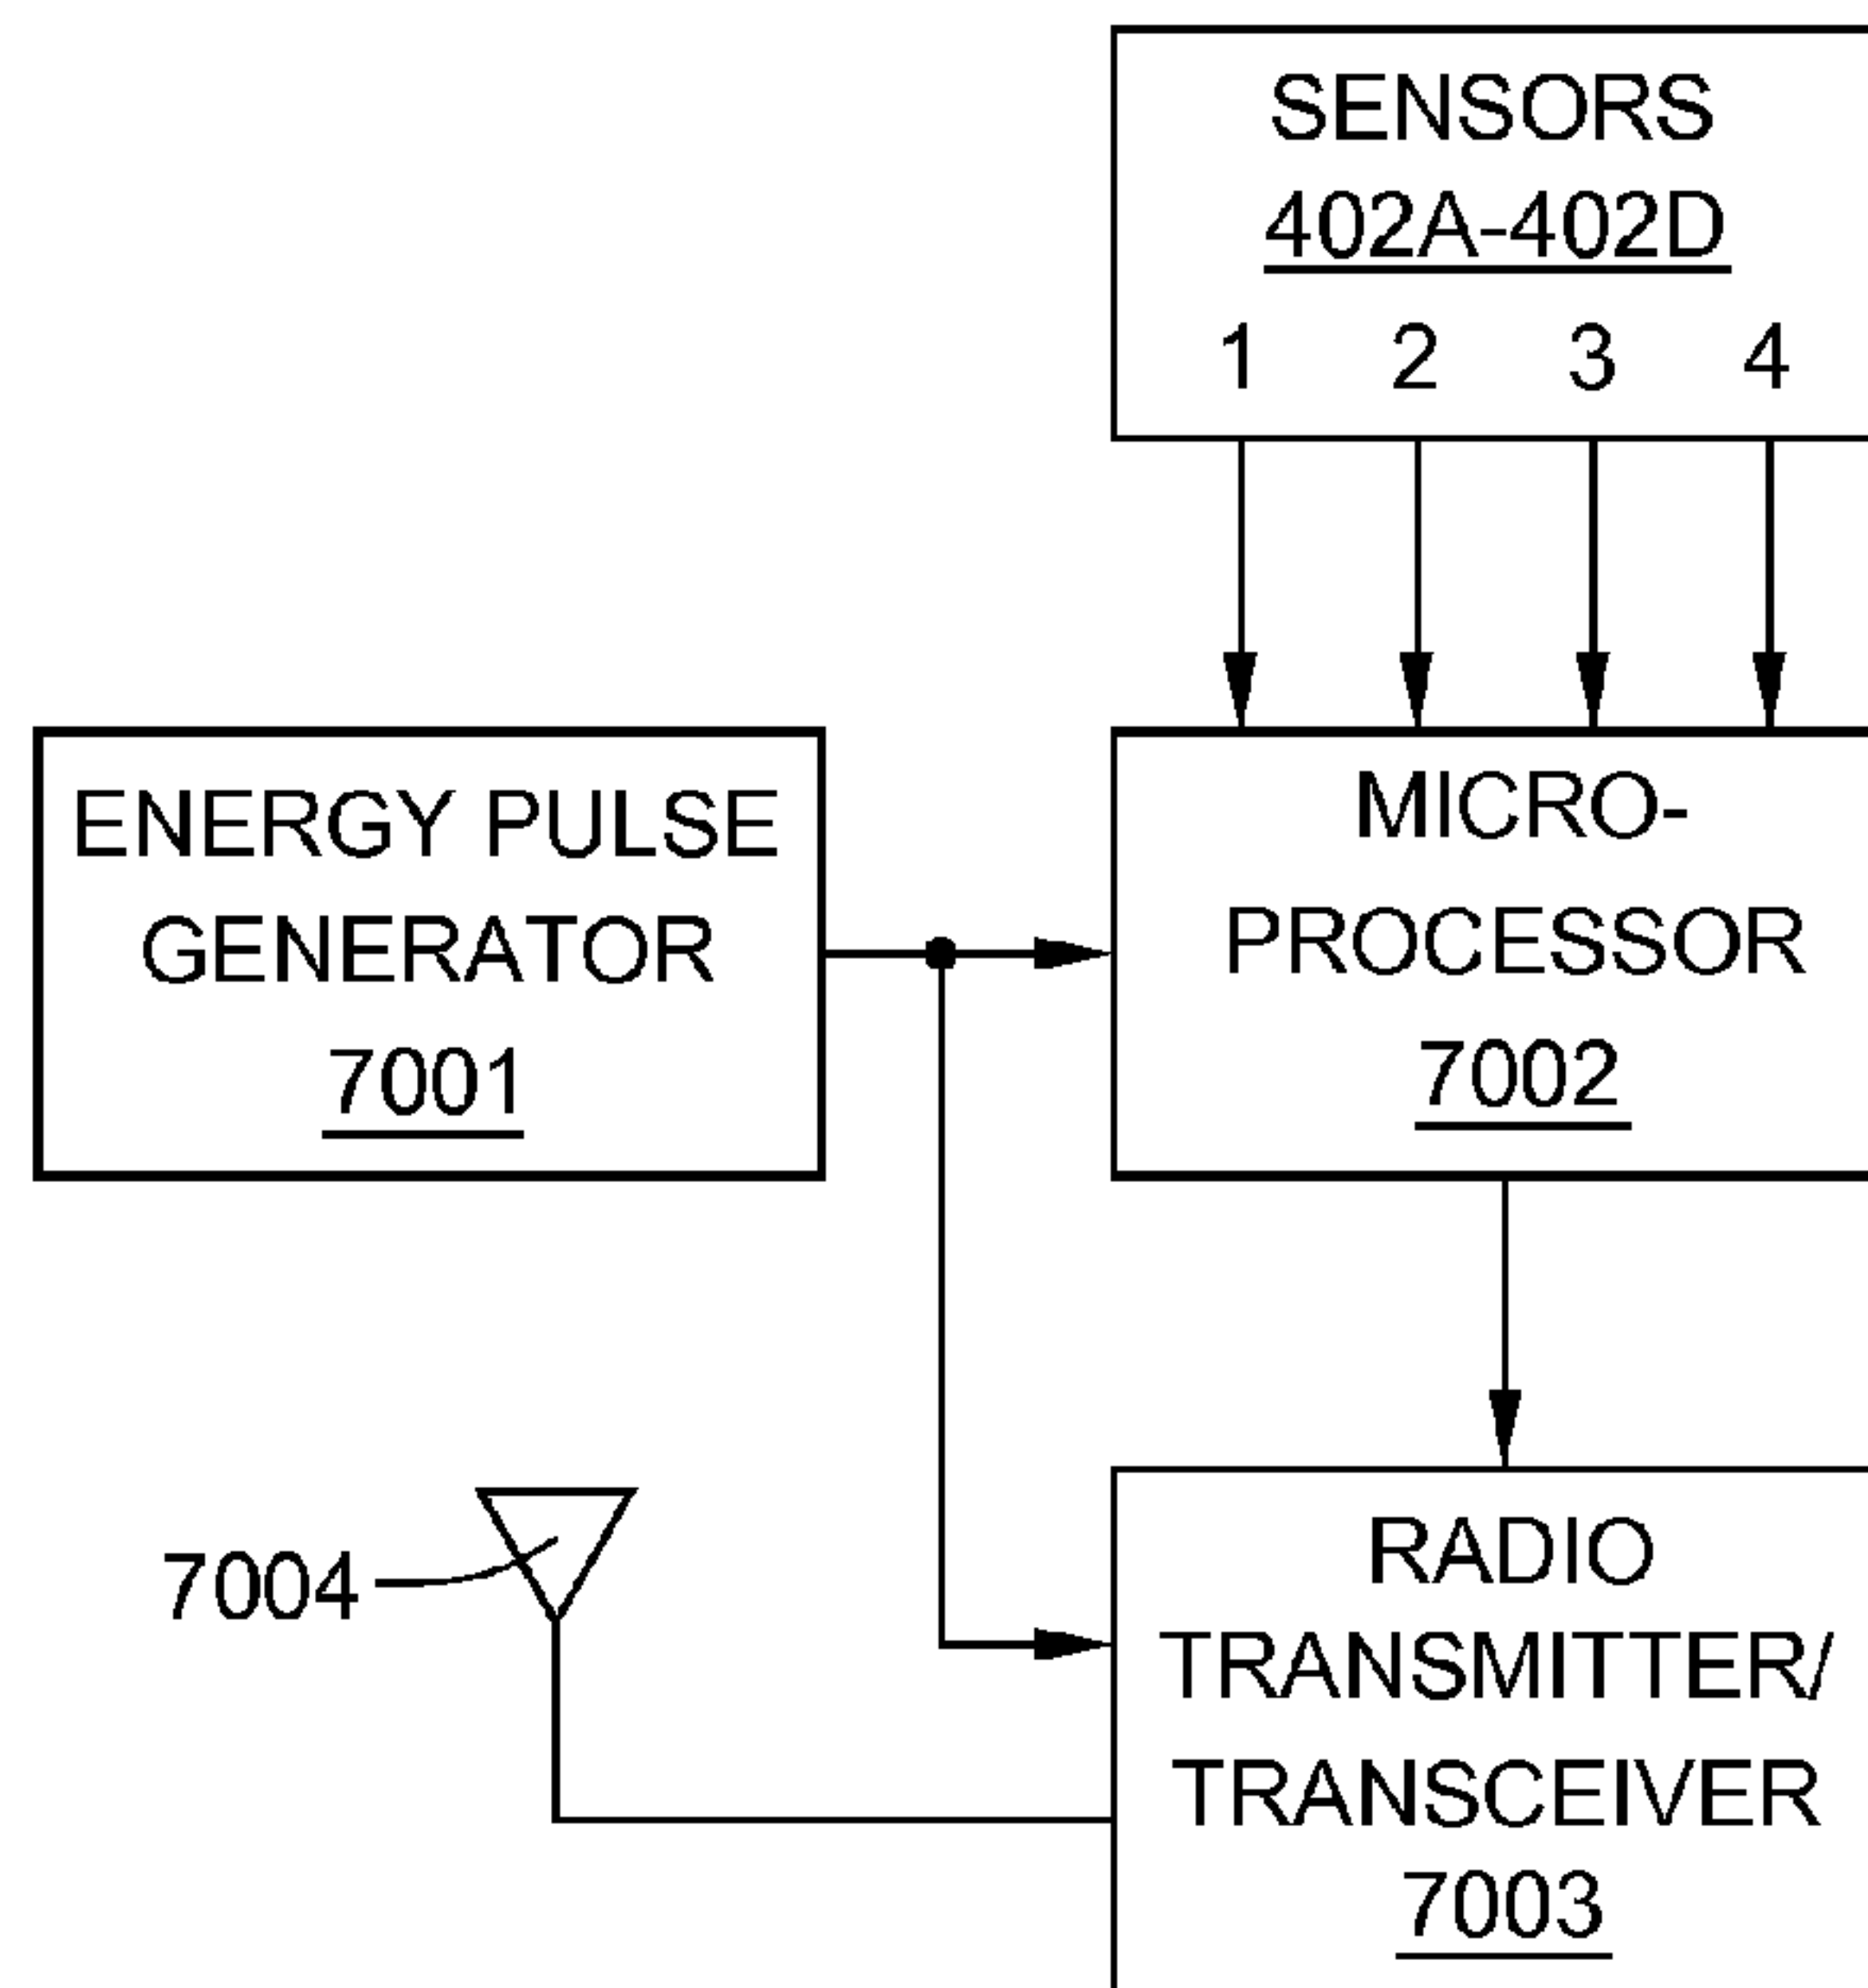 SENSORS
402A-402D
1 2 3 4
ENERGY PULSE
GENERATOR
7001
MICRO-
PROCESSOR
7002
7004
RADIO
TRANSMITTER/
TRANSCEIVER
7003